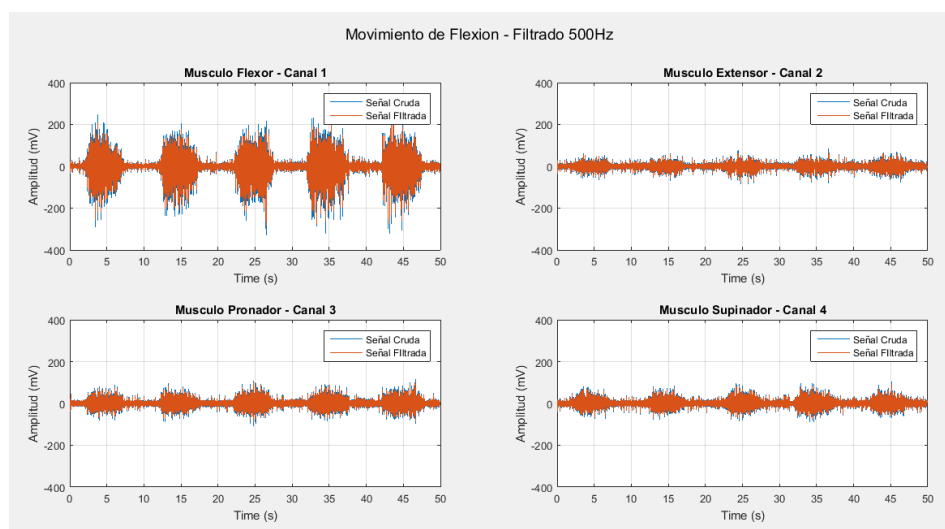 Movimiento de Flexion - Filtrado 500Hz
Musculo Flexor - Canal 1
400
200
0
-200
-400
Amplitud (mV)
Señal Cruda
Señal FIltrada
0 5 10 15 20 25 30 35 40 45 50
Time (s)
Musculo Extensor - Canal 2
400
200
0
-200
-400
Amplitud (mV)
Señal Cruda
Señal FIltrada
0 5 10 15 20 25 30 35 40 45 50
Time (s)
Musculo Pronador - Canal 3
400
200
0
-200
-400
Amplitud (mV)
Señal Cruda
Señal FIltrada
0 5 10 15 20 25 30 35 40 45 50
Time (s)
Musculo Supinador - Canal 4
400
200
0
-200
-400
Amplitud (mV)
Señal Cruda
Señal FIltrada
0 5 10 15 20 25 30 35 40 45 50
Time (s)